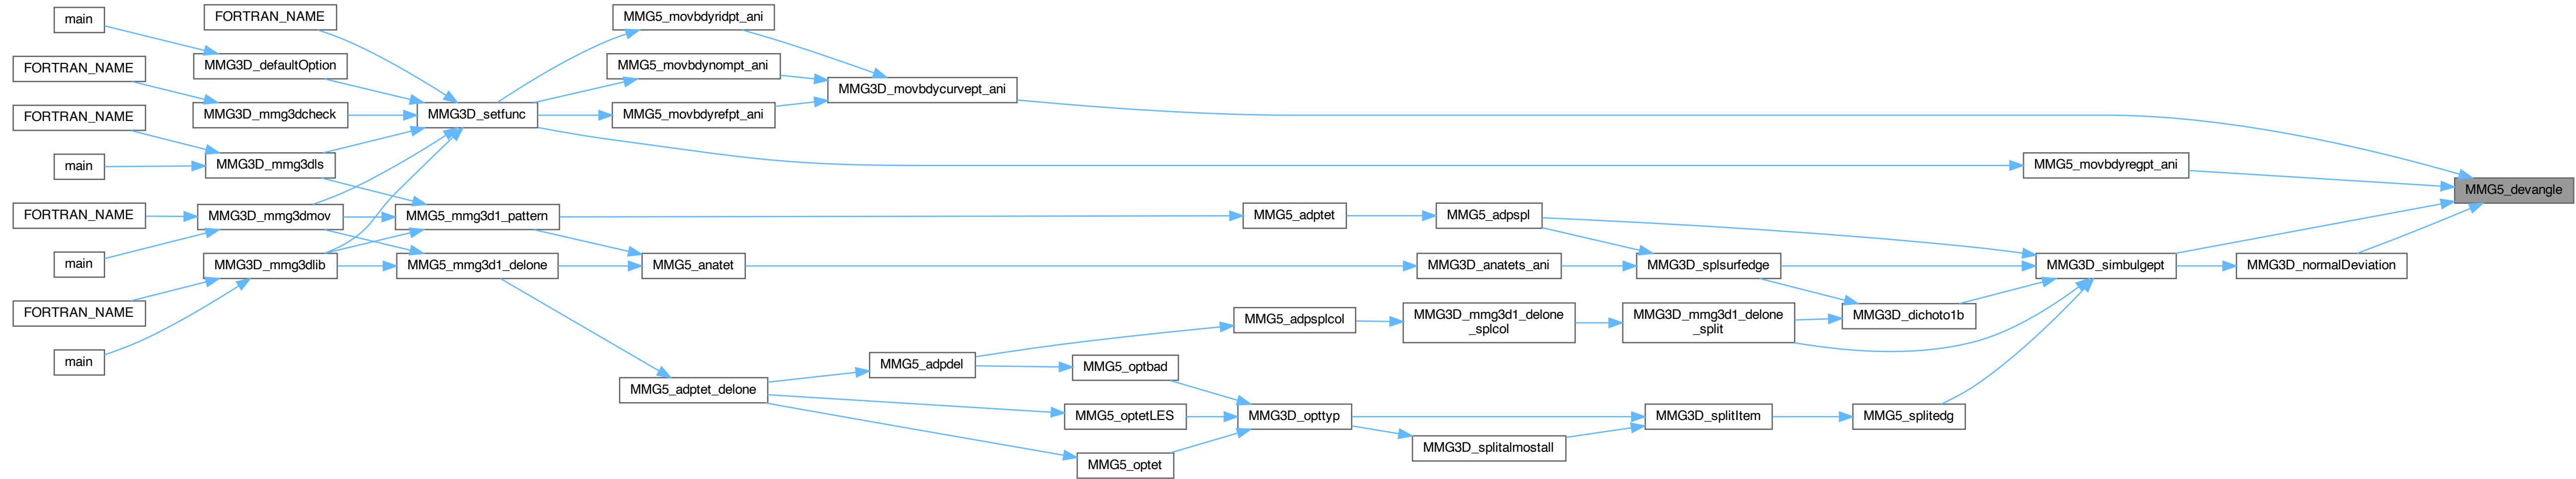 main
FORTRAN_NAME
FORTRAN_NAME
main
FORTRAN_NAME
main
FORTRAN_NAME
main
FORTRAN_NAME
MMG3D_defaultOption
MMG3D_mmg3dcheck
MMG3D_mmg3dls
MMG3D_mmg3dmov
MMG3D_mmg3dlib
MMG3D_setfunc
MMG5_mmg3d1_pattern
MMG5_mmg3d1_delone
MMG5_movbdyridpt_ani
MMG5_movbdynompt_ani
MMG5_movbdyrefpt_ani
MMG5_anatet
MMG5_adptet_delone
MMG3D_movbdycurvept_ani
MMG5_adpdel
MMG5_optbad
MMG5_optetLES
MMG5_optet
MMG5_adptet
MMG5_adpsplcol
MMG3D_opttyp
MMG5_adpspl
MMG3D_anatets_ani
MMG3D_mmg3d1_delone
_splcol
MMG3D_splitalmostall
MMG3D_splsurfedge
MMG3D_mmg3d1_delone
_split
MMG3D_splitItem
MMG3D_dichoto1b
MMG5_splitedg
MMG5_movbdyregpt_ani
MMG3D_simbulgept
MMG3D_normalDeviation
MMG5_devangle